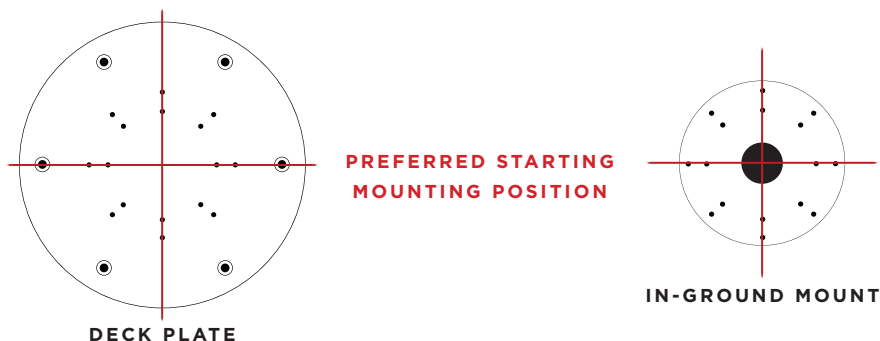 PREFERRED STARTING
MOUNTING POSITION
IN-GROUND MOUNT
DECK PLATE